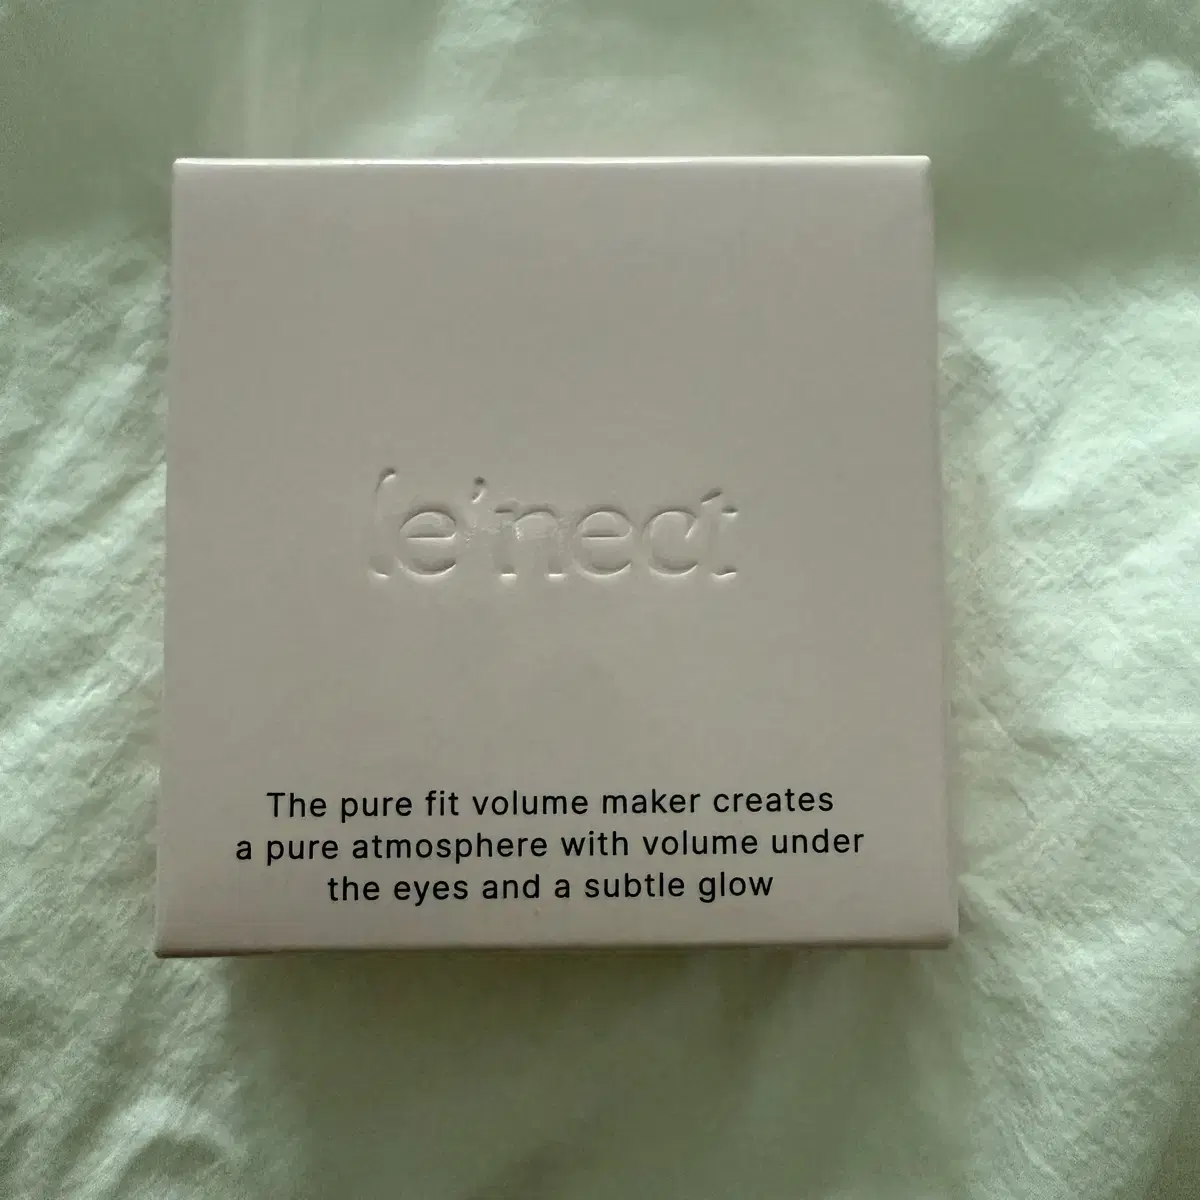 le'nect
The pure fit volume maker creates
a pure atmosphere with volume under
the eyes and a subtle glow